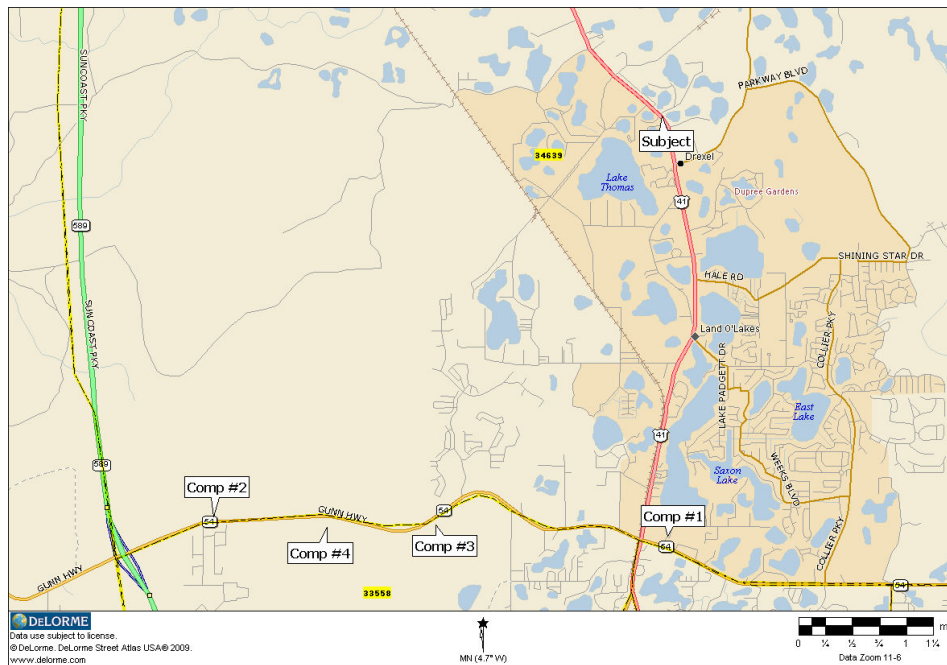 SUNCOAST PKY
PARKWAY BLVD
Subject
34639
Drexel
Lake
Thomas
Dupree Gardens
41
589
SHINING STAR DR
HALE RD
SUNCOAST PKY
Land O'Lakes
COLLIER PKY
LAKE PADGETT DR
East
Lake
41
589
Saxon
Lake
WEEKS BLVD
Comp #2
54
GUNN HWY
54
Comp #1
Comp #4
Comp #3
54
COLLIER PKY
GUNN HWY
33558
54
DELORME
Data use subject to license.
© DeLorme. DeLorme Street Atlas USA® 2009.
www.delorme.com
MN (4.7° W)
mi
0 ¼ ½ ¾ 1 1¼
Data Zoom 11-6